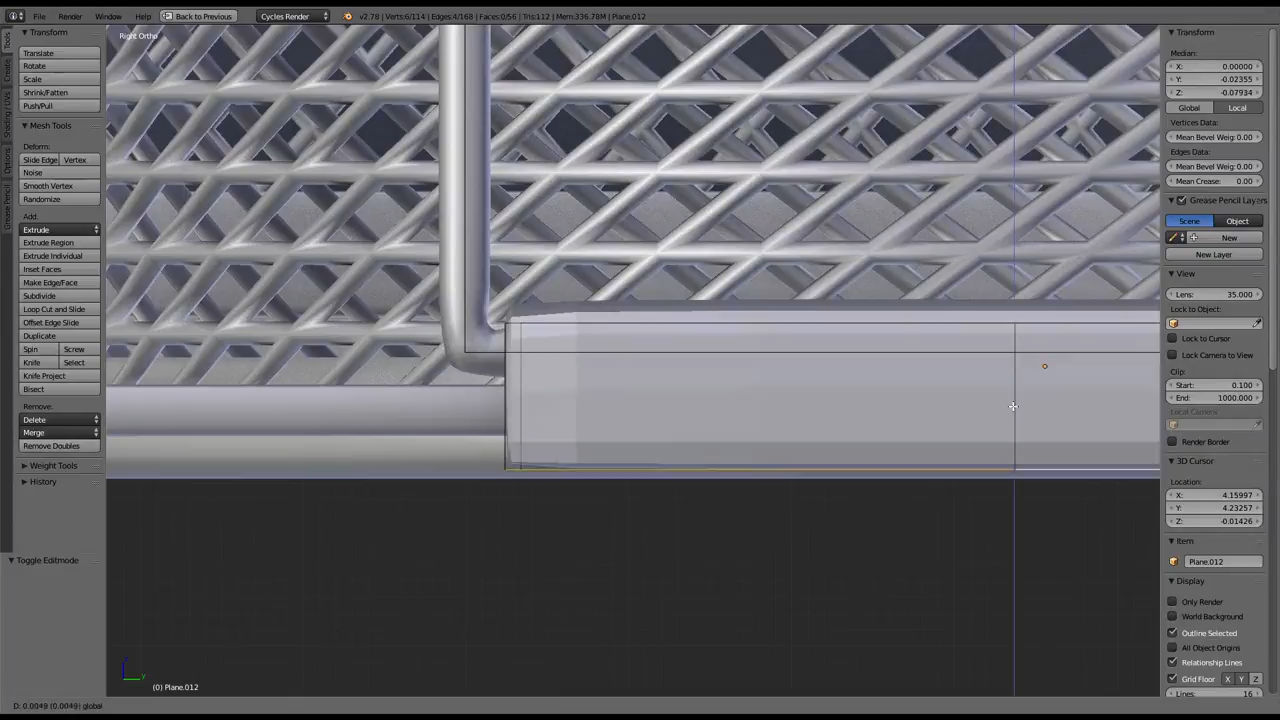 File Render Window Help Back to Previous Cycles Render v2.78 | Verts:6/114 | Edges:4/168 | Faces:0/56 | Tris:112 | Mem:336.78M | Plane.012
Right Ortho
Tools
Create
Shading / UVs
Options
Grease Pencil
Transform
Translate
Rotate
Scale
Shrink/Fatten
Push/Pull
Mesh Tools
Deform:
Slide Edge Vertex
Noise
Smooth Vertex
Randomize
Add:
Extrude
Extrude Region
Extrude Individual
Inset Faces
Make Edge/Face
Subdivide
Loop Cut and Slide
Offset Edge Slide
Duplicate
Spin Screw
Knife Select
Knife Project
Bisect
Remove:
Delete
Merge
Remove Doubles
Weight Tools
History
Toggle Editmode
Transform
Median:
X: 0.00000
Y: -0.02355
Z: -0.07934
Global Local
Vertices Data:
Mean Bevel Weig: 0.00
Edges Data:
Mean Bevel Weig: 0.00
Mean Crease: 0.00
Grease Pencil Layers
Scene Object
New
New Layer
View
Lens: 35.000
Lock to Object:
Lock to Cursor
Lock Camera to View
Clip:
Start: 0.100
End: 1000.000
Local Camera:
Render Border
3D Cursor
Location:
X: 4.15997
Y: 4.23257
Z: -0.01426
Item
Plane.012
Display
Only Render
World Background
Outline Selected
All Object Origins
Relationship Lines
Grid Floor X Y Z
Lines: 16
z
y
(0) Plane.012
D: 0.0049 (0.0049) global